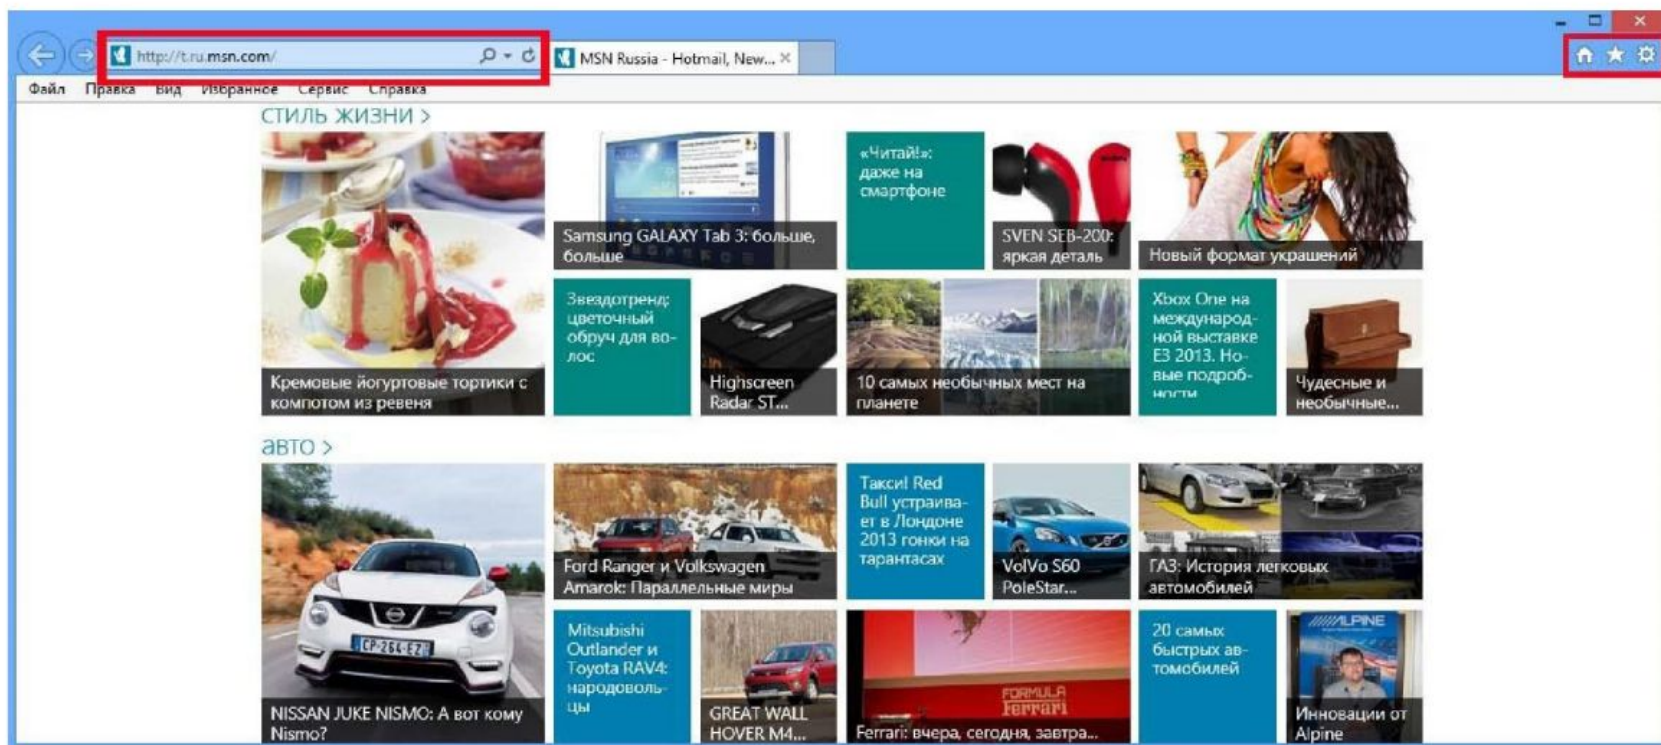 http://t.ru.msn.com/
MSN Russia - Hotmail, New...
Файл Правка Вид Избранное Сервис Справка
СТИЛЬ ЖИЗНИ >
Кремовые йогуртовые тортики с
компотом из ревеня
Samsung GALAXY Tab 3: больше,
больше
«Читай!»:
даже на
смартфоне
SVEN SEB-200:
яркая деталь
Новый формат украшений
Звездотренд:
цветочный
обруч для во-
лос
Highscreen
Radar ST...
10 самых необычных мест на
планете
Xbox One на
международ-
ной выставке
E3 2013. Но-
вые подроб-
ности
Чудесные и
необычные...
авто >
NISSAN JUKE NISMO: А вот кому
Nismo?
CP-264-EZ
Ford Ranger и Volkswagen
Amarok: Параллельные миры
Такси! Red
Bull устраива-
ет в Лондоне
2013 гонки на
тарантасах
VolVo S60
PoleStar...
ГАЗ: История легковых
автомобилей
Mitsubishi
Outlander и
Toyota RAV4:
народоволь-
цы
GREAT WALL
HOVER M4...
FORMULA
Ferrari
Ferrari: вчера, сегодня, завтра...
20 самых
быстрых ав-
томобилей
ALPINE
Инновации от
Alpine